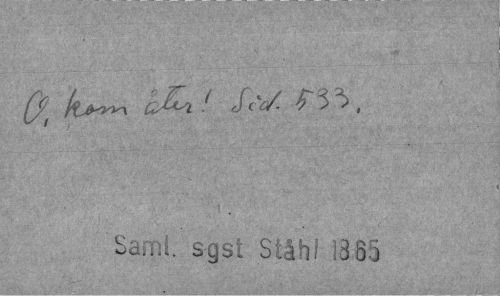 O, kom åter! Sid. 533.
Saml. sgst Ståhl 1865